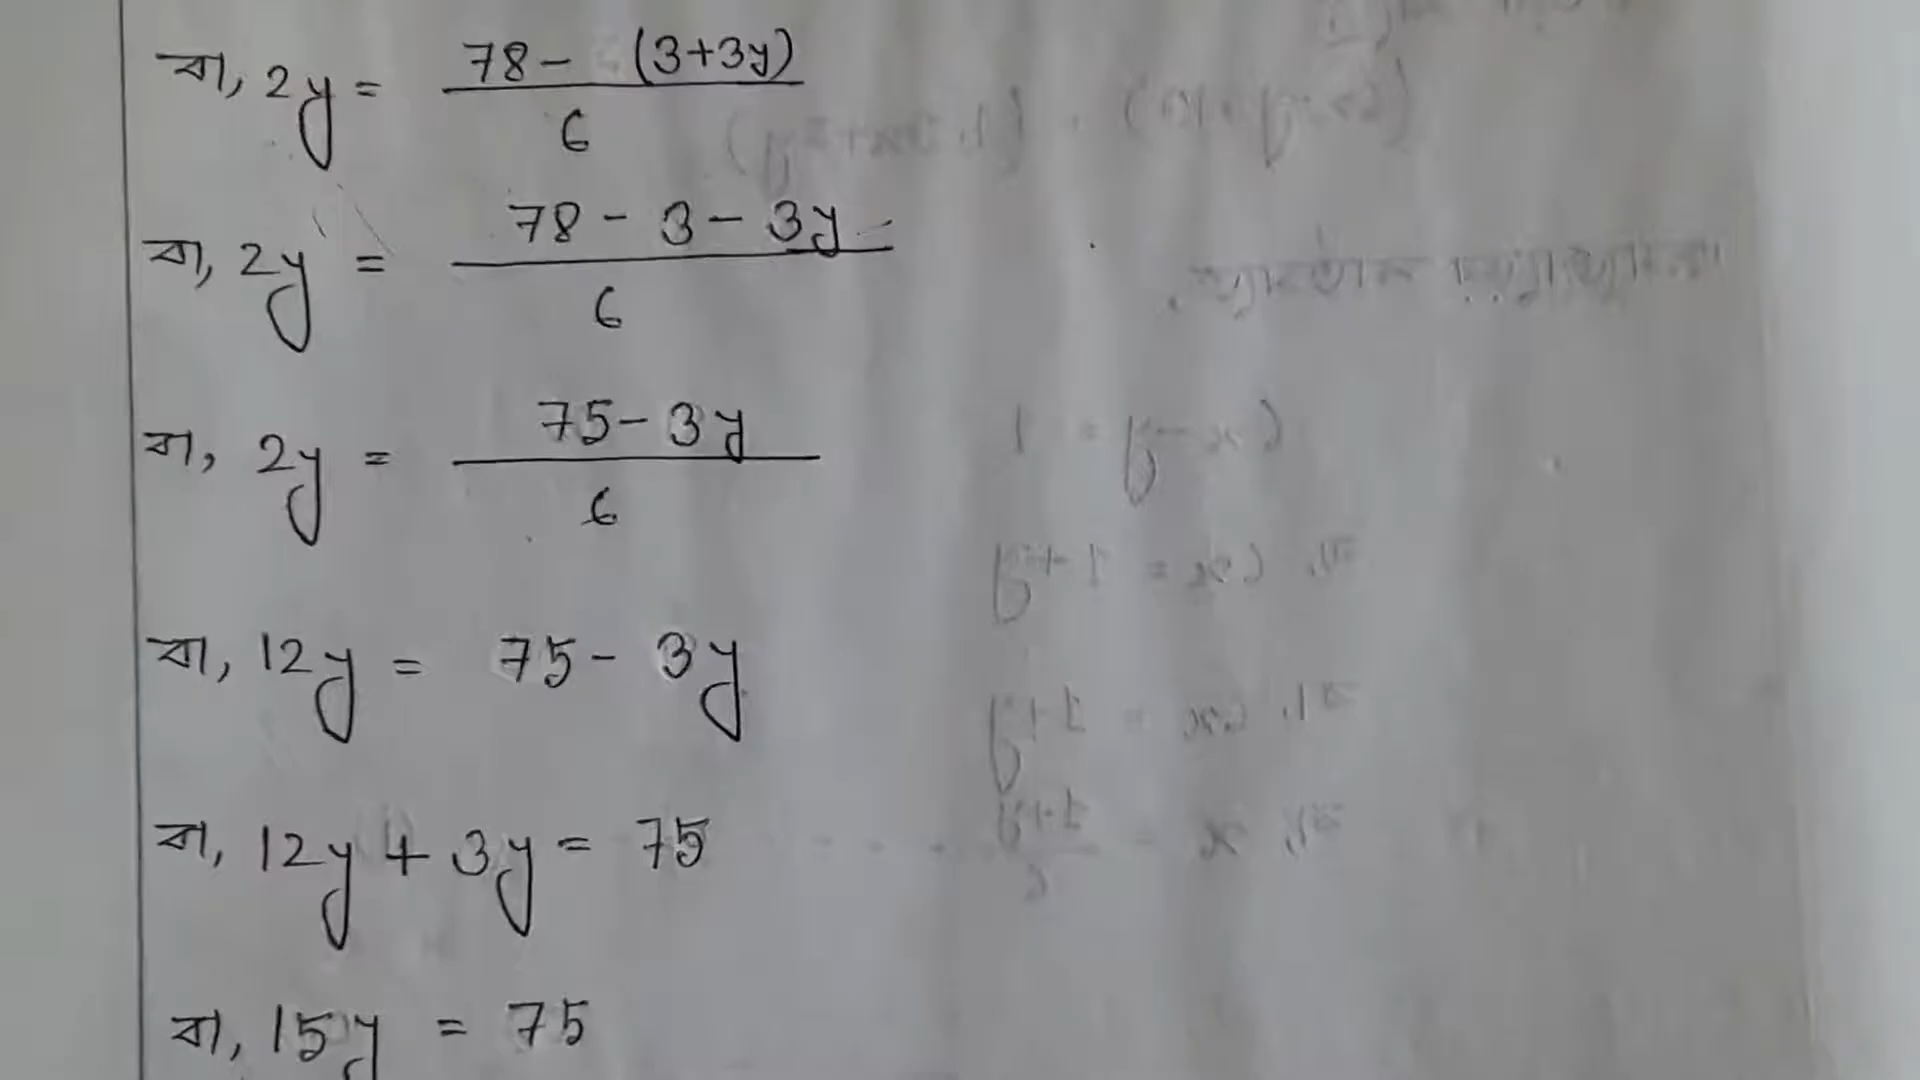 বা, 2y = 78 - (3+3y) / 6
বা, 2y = 78 - 3 - 3y / 6
বা, 2y = 75 - 3y / 6
বা, 12y = 75 - 3y
বা, 12y + 3y = 75
বা, 15y = 75